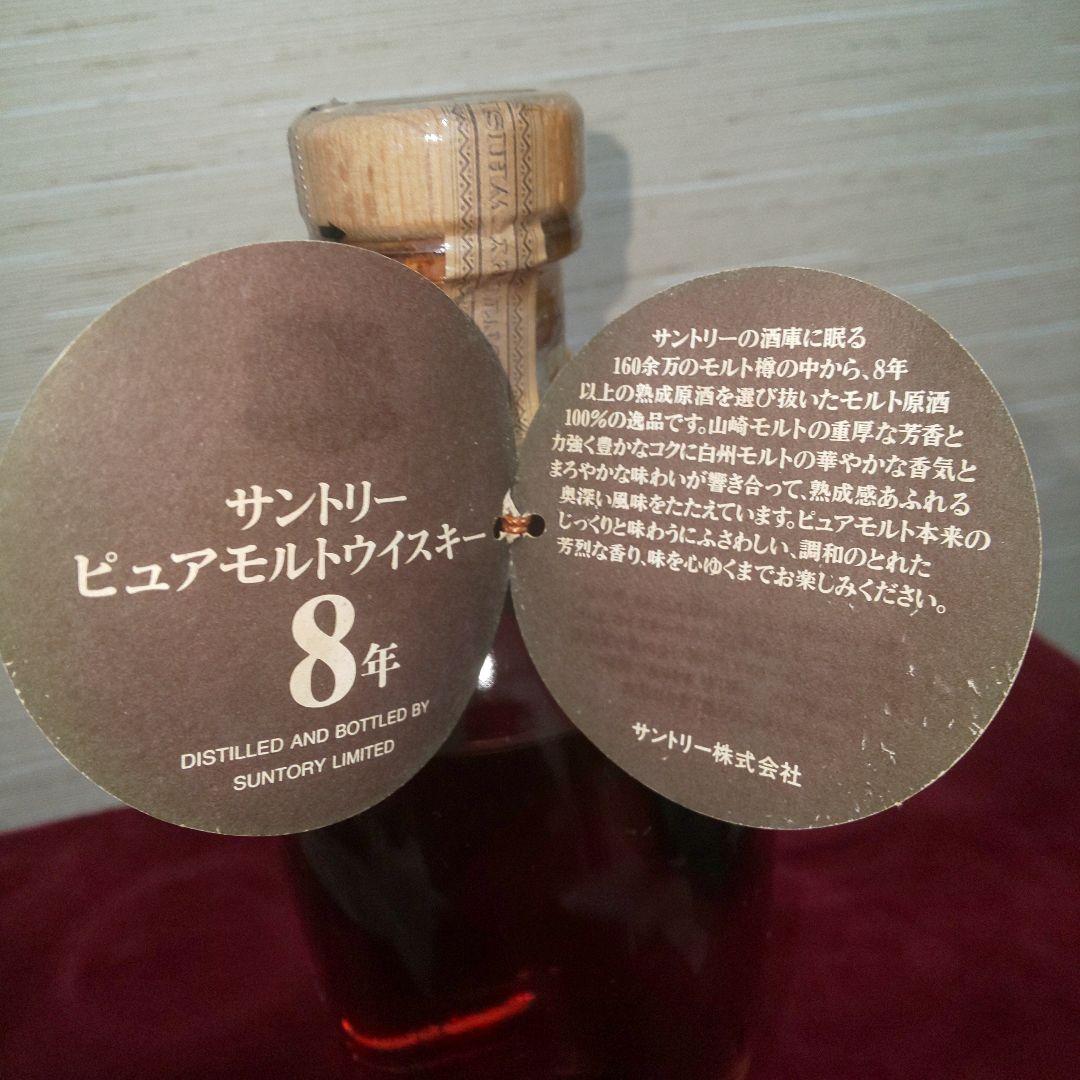 サントリー
ピュアモルトウイスキー
8年
DISTILLED AND BOTTLED BY
SUNTORY LIMITED
サントリーの酒庫に眠る
160余万のモルト樽の中から、8年
以上の熟成原酒を選び抜いたモルト原酒
100%の逸品です。山崎モルトの重厚な芳香と
力強く豊かなコクに白州モルトの華やかな香気と
まろやかな味わいが響き合って、熟成感あふれる
奥深い風味をたたえています。ピュアモルト本来の
じっくりと味わうにふさわしい、調和のとれた
芳烈な香り、味を心ゆくまでお楽しみください。
サントリー株式会社